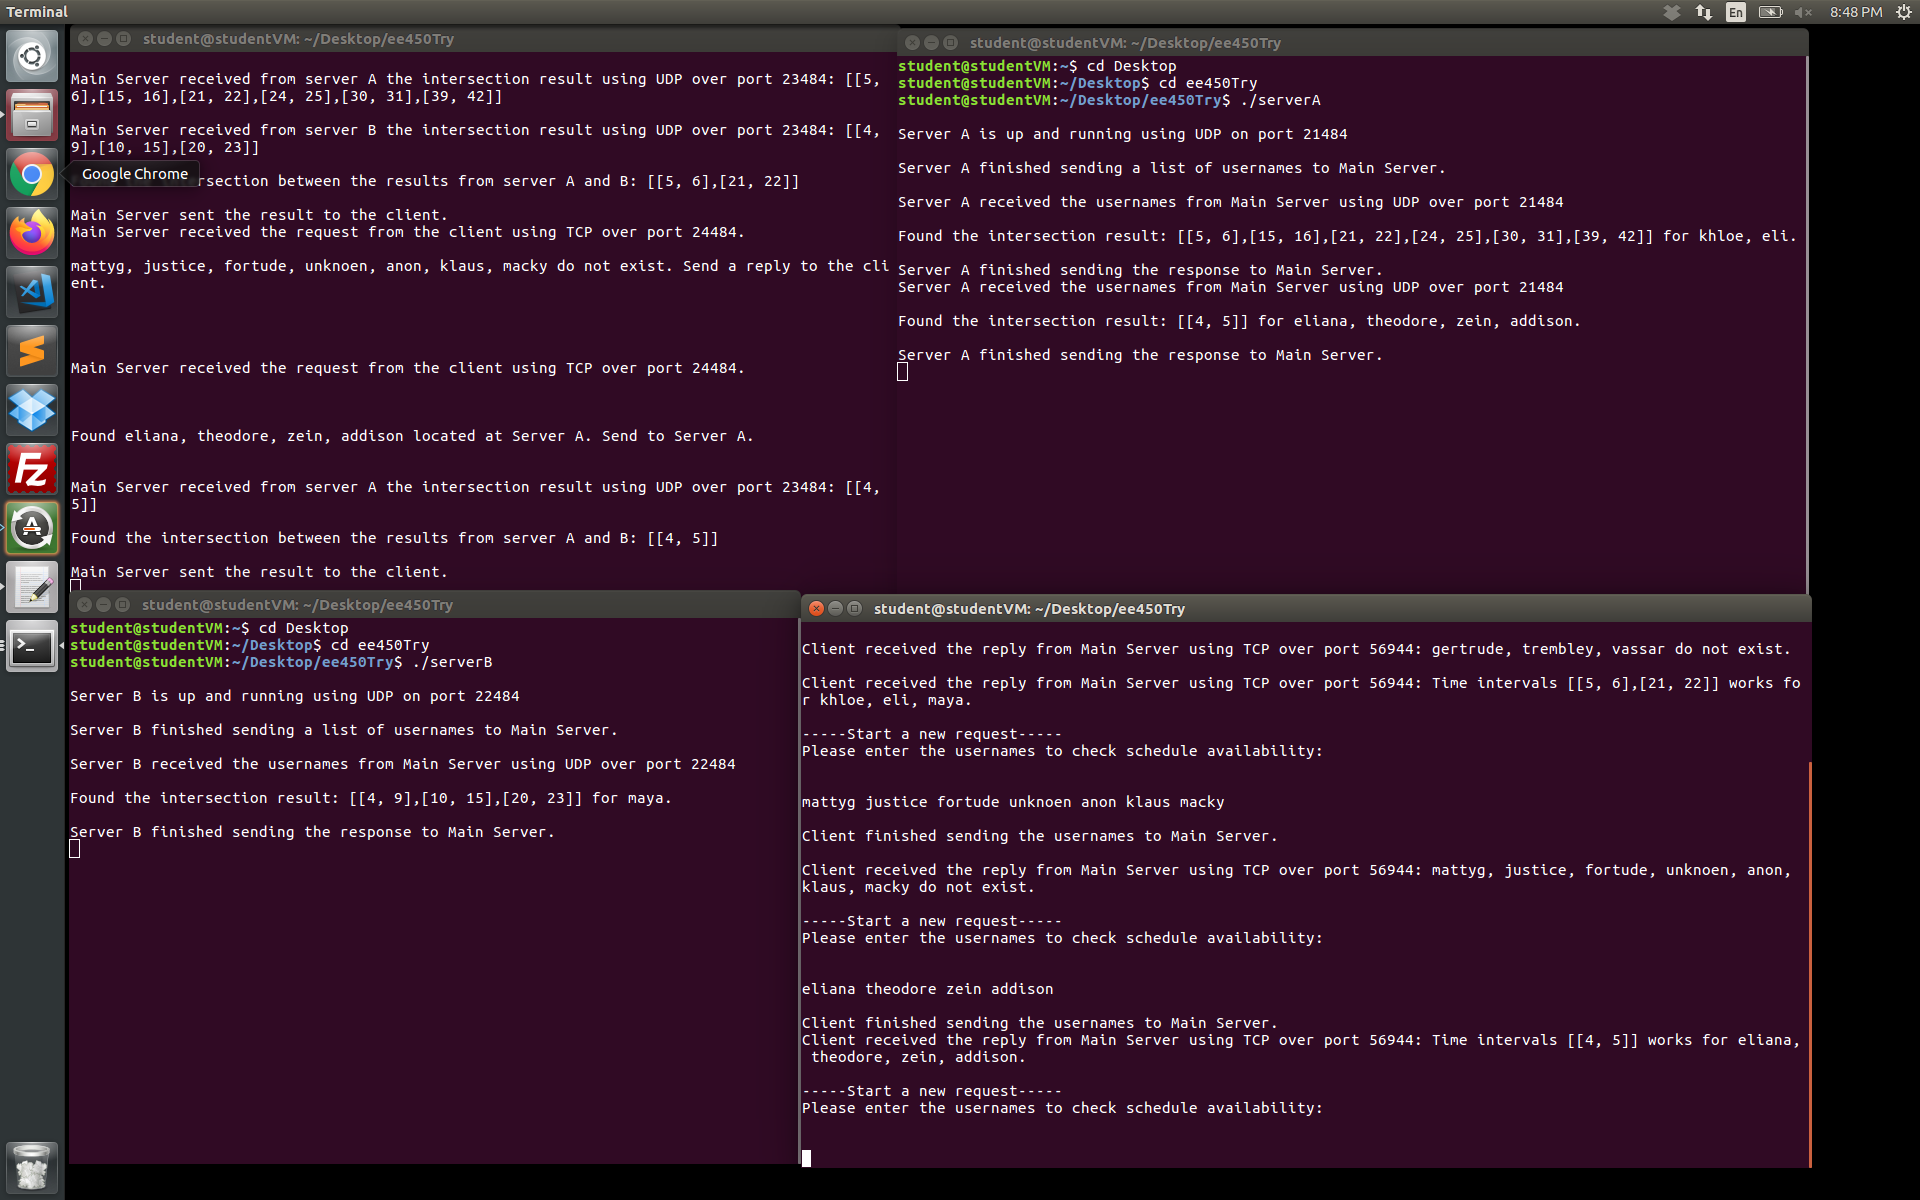 Terminal
En
8:48 PM
student@studentVM: ~/Desktop/ee450Try
Main Server received from server A the intersection result using UDP over port 23484: [[5,
6],[15, 16],[21, 22],[24, 25],[30, 31],[39, 42]]
Main Server received from server B the intersection result using UDP over port 23484: [[4,
9],[10, 15],[20, 23]]
Google Chrome
rsection between the results from server A and B: [[5, 6],[21, 22]]
Main Server sent the result to the client.
Main Server received the request from the client using TCP over port 24484.
mattyg, justice, fortude, unknoen, anon, klaus, macky do not exist. Send a reply to the cli
ent.
Main Server received the request from the client using TCP over port 24484.
Found eliana, theodore, zein, addison located at Server A. Send to Server A.
Main Server received from server A the intersection result using UDP over port 23484: [[4,
5]]
Found the intersection between the results from server A and B: [[4, 5]]
Main Server sent the result to the client.
student@studentVM: ~/Desktop/ee450Try
student@studentVM:~$ cd Desktop
student@studentVM:~/Desktop$ cd ee450Try
student@studentVM:~/Desktop/ee450Try$ ./serverA
Server A is up and running using UDP on port 21484
Server A finished sending a list of usernames to Main Server.
Server A received the usernames from Main Server using UDP over port 21484
Found the intersection result: [[5, 6],[15, 16],[21, 22],[24, 25],[30, 31],[39, 42]] for khloe, eli.
Server A finished sending the response to Main Server.
Server A received the usernames from Main Server using UDP over port 21484
Found the intersection result: [[4, 5]] for eliana, theodore, zein, addison.
Server A finished sending the response to Main Server.
student@studentVM: ~/Desktop/ee450Try
student@studentVM:~$ cd Desktop
student@studentVM:~/Desktop$ cd ee450Try
student@studentVM:~/Desktop/ee450Try$ ./serverB
Server B is up and running using UDP on port 22484
Server B finished sending a list of usernames to Main Server.
Server B received the usernames from Main Server using UDP over port 22484
Found the intersection result: [[4, 9],[10, 15],[20, 23]] for maya.
Server B finished sending the response to Main Server.
student@studentVM: ~/Desktop/ee450Try
Client received the reply from Main Server using TCP over port 56944: gertrude, trembley, vassar do not exist.
Client received the reply from Main Server using TCP over port 56944: Time intervals [[5, 6],[21, 22]] works fo
r khloe, eli, maya.
-----Start a new request-----
Please enter the usernames to check schedule availability:
mattyg justice fortude unknoen anon klaus macky
Client finished sending the usernames to Main Server.
Client received the reply from Main Server using TCP over port 56944: mattyg, justice, fortude, unknoen, anon,
klaus, macky do not exist.
-----Start a new request-----
Please enter the usernames to check schedule availability:
eliana theodore zein addison
Client finished sending the usernames to Main Server.
Client received the reply from Main Server using TCP over port 56944: Time intervals [[4, 5]] works for eliana,
theodore, zein, addison.
-----Start a new request-----
Please enter the usernames to check schedule availability:
Fz
A
>_